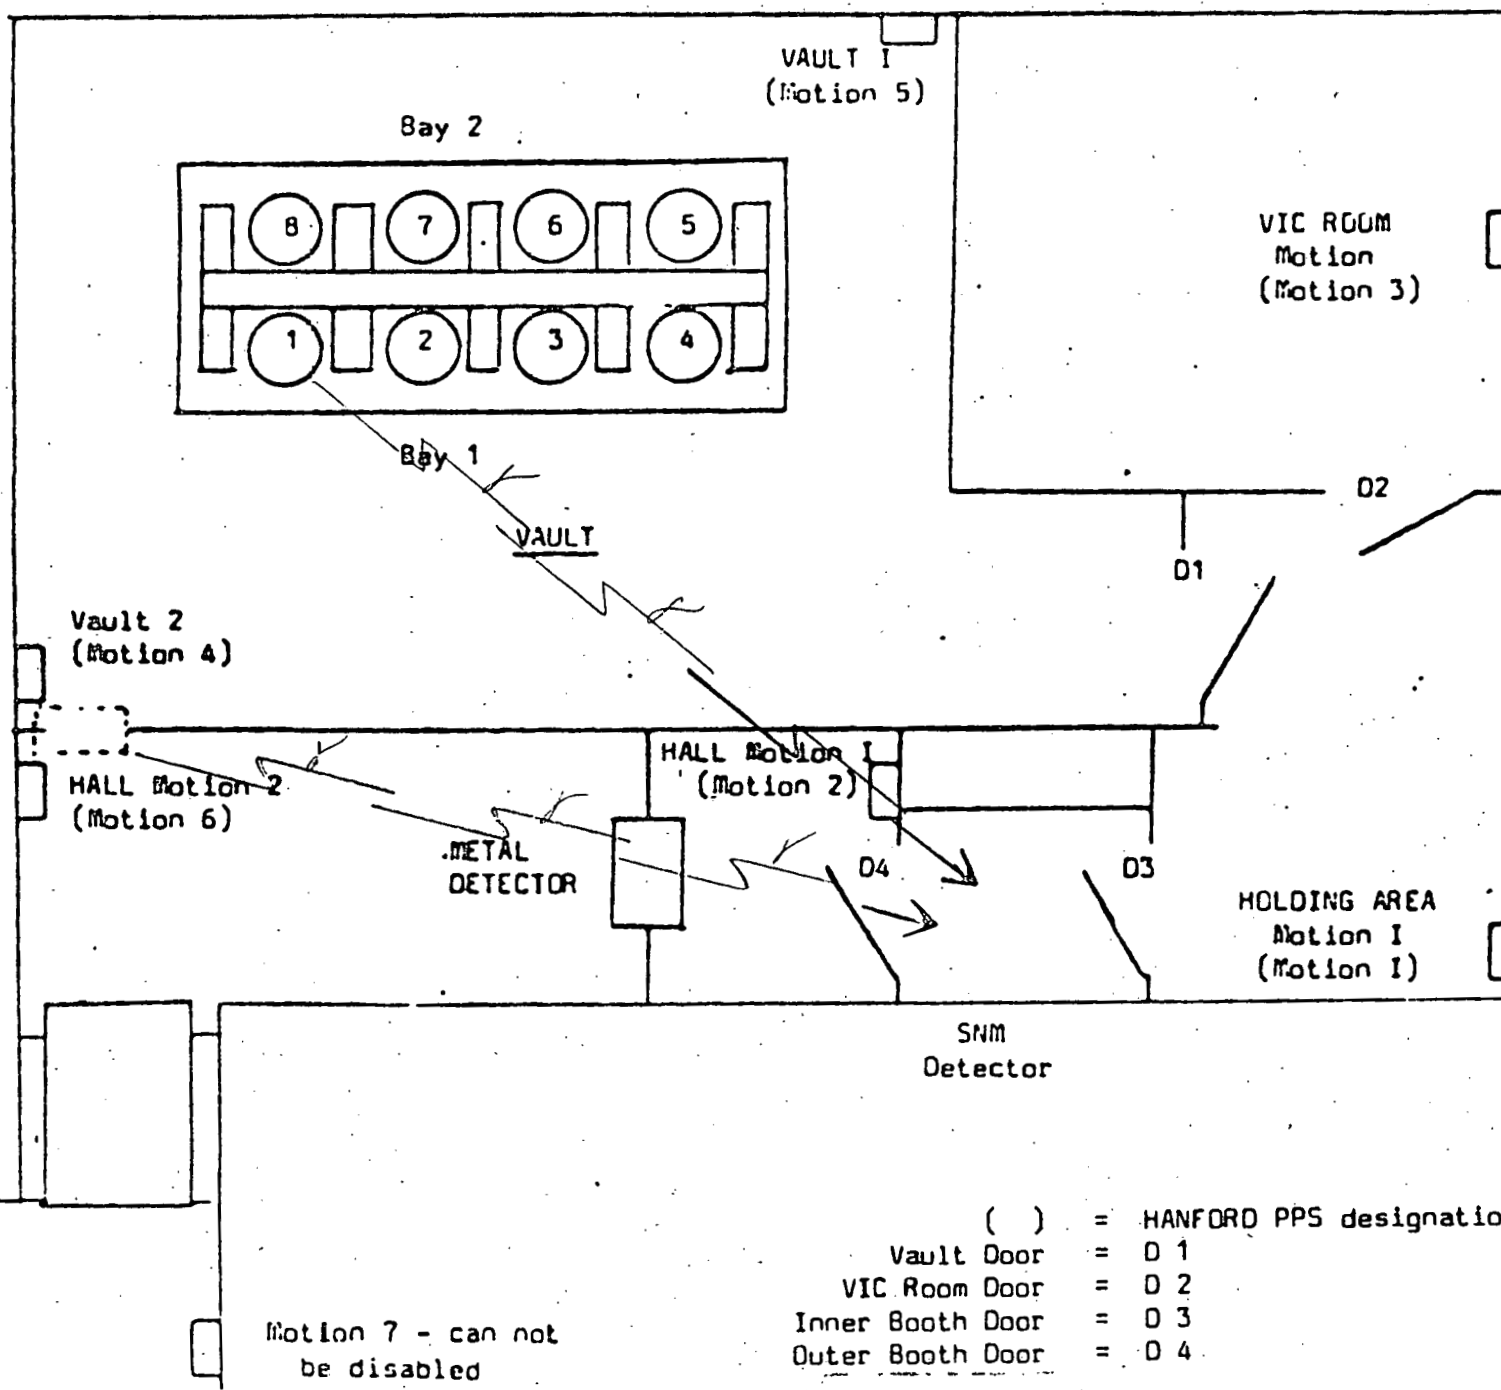 VAULT I
(Motion 5)
Bay 2
8 7 6 5
1 2 3 4
VIC ROOM
Motion
(Motion 3)
Bay 1
VAULT
D2
D1
Vault 2
(Motion 4)
HALL Motion 2
(Motion 6)
HALL Motion I
(Motion 2)
METAL
DETECTOR
D4
D3
HOLDING AREA
Motion I
(Motion I)
SNM
Detector
( ) = HANFORD PPS designatio
Vault Door = D 1
VIC Room Door = D 2
Inner Booth Door = D 3
Outer Booth Door = D 4
Motion 7 - can not
be disabled